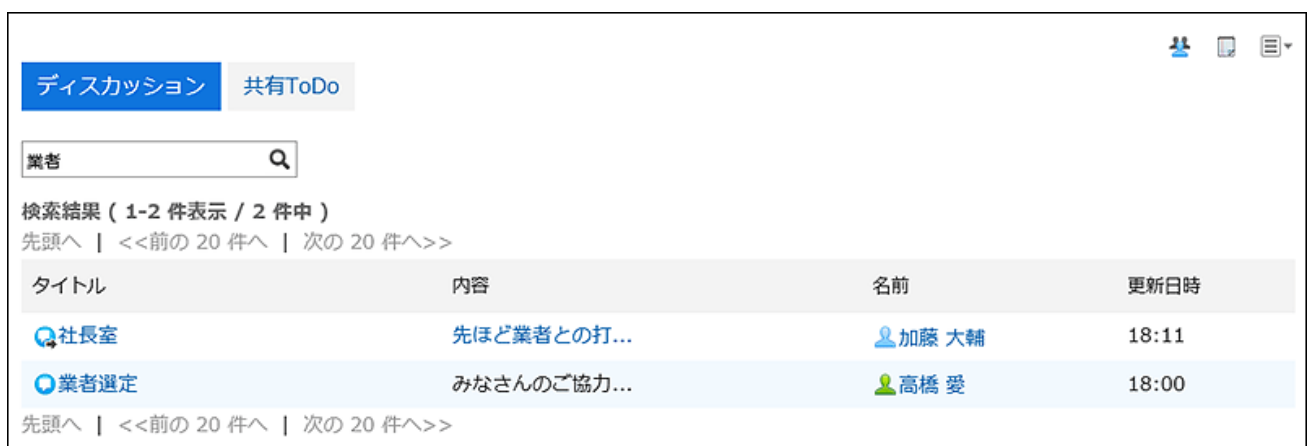 ディスカッション 共有ToDo
業者
検索結果 ( 1-2 件表示 / 2 件中 )
先頭へ | <<前の 20 件へ | 次の 20 件へ>>
タイトル 内容 名前 更新日時
社長室 先ほど業者との打... 加藤 大輔 18:11
業者選定 みなさんのご協力... 高橋 愛 18:00
先頭へ | <<前の 20 件へ | 次の 20 件へ>>